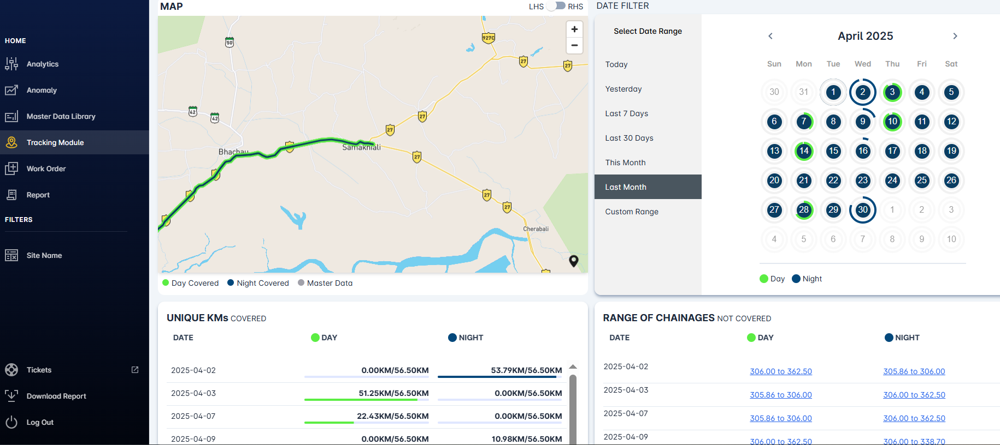 HOME
Analytics
Anomaly
Master Data Library
Tracking Module
Work Order
Report
FILTERS
Site Name
Tickets
Download Report
Log Out
MAP
LHS RHS
50
927C
27
27
27
42
42
27
27
Bhachau
Samakhiali
27
27
27
Cherabali
+
−
Day Covered Night Covered Master Data
DATE FILTER
Select Date Range
Today
Yesterday
Last 7 Days
Last 30 Days
This Month
Last Month
Custom Range
April 2025
Sun Mon Tue Wed Thu Fri Sat
30 31 1 2 3 4 5
6 7 8 9 10 11 12
13 14 15 16 17 18 19
20 21 22 23 24 25 26
27 28 29 30 1 2 3
4 5 6 7 8 9 10
Day Night
UNIQUE KMs COVERED
DATE DAY NIGHT
2025-04-02 0.00KM/56.50KM 53.79KM/56.50KM
2025-04-03 51.25KM/56.50KM 0.00KM/56.50KM
2025-04-07 22.43KM/56.50KM 0.00KM/56.50KM
2025-04-09 0.00KM/56.50KM 10.98KM/56.50KM
RANGE OF CHAINAGES NOT COVERED
DATE DAY NIGHT
2025-04-02 306.00 to 362.50 305.86 to 306.00
2025-04-03 305.86 to 306.00 306.00 to 362.50
2025-04-07 305.86 to 306.00 306.00 to 362.50
2025-04-09 306.00 to 362.50 306.00 to 338.70